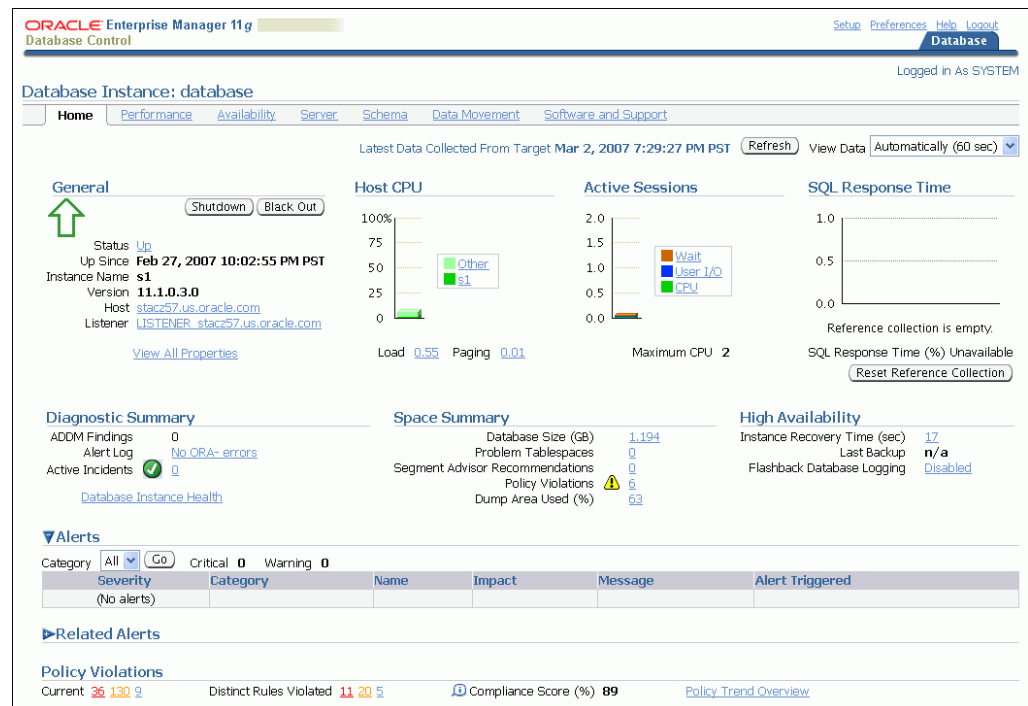 ORACLE Enterprise Manager 11g
Database Control
Setup Preferences Help Logout
Database
Logged in As SYSTEM
Database Instance: database
Home Performance Availability Server Schema Data Movement Software and Support
Latest Data Collected From Target Mar 2, 2007 7:29:27 PM PST Refresh View Data Automatically (60 sec)
General
Shutdown Black Out
Status Up
Up Since Feb 27, 2007 10:02:55 PM PST
Instance Name s1
Version 11.1.0.3.0
Host stacz57.us.oracle.com
Listener LISTENER_stacz57.us.oracle.com
View All Properties
Host CPU
100%
75
50
25
0
Other
s1
Load 0.55 Paging 0.01
Active Sessions
2.0
1.5
1.0
0.5
0.0
Wait
User I/O
CPU
Maximum CPU 2
SQL Response Time
1.0
0.5
0.0
Reference collection is empty.
SQL Response Time (%) Unavailable
Reset Reference Collection
Diagnostic Summary
ADDM Findings 0
Alert Log No ORA- errors
Active Incidents 0
Database Instance Health
Space Summary
Database Size (GB) 1.194
Problem Tablespaces 0
Segment Advisor Recommendations 0
Policy Violations 6
Dump Area Used (%) 63
High Availability
Instance Recovery Time (sec) 17
Last Backup n/a
Flashback Database Logging Disabled
Alerts
Category All Go Critical 0 Warning 0
Severity Category Name Impact Message Alert Triggered
(No alerts)
Related Alerts
Policy Violations
Current 36 130 9 Distinct Rules Violated 11 20 5 Compliance Score (%) 89 Policy Trend Overview